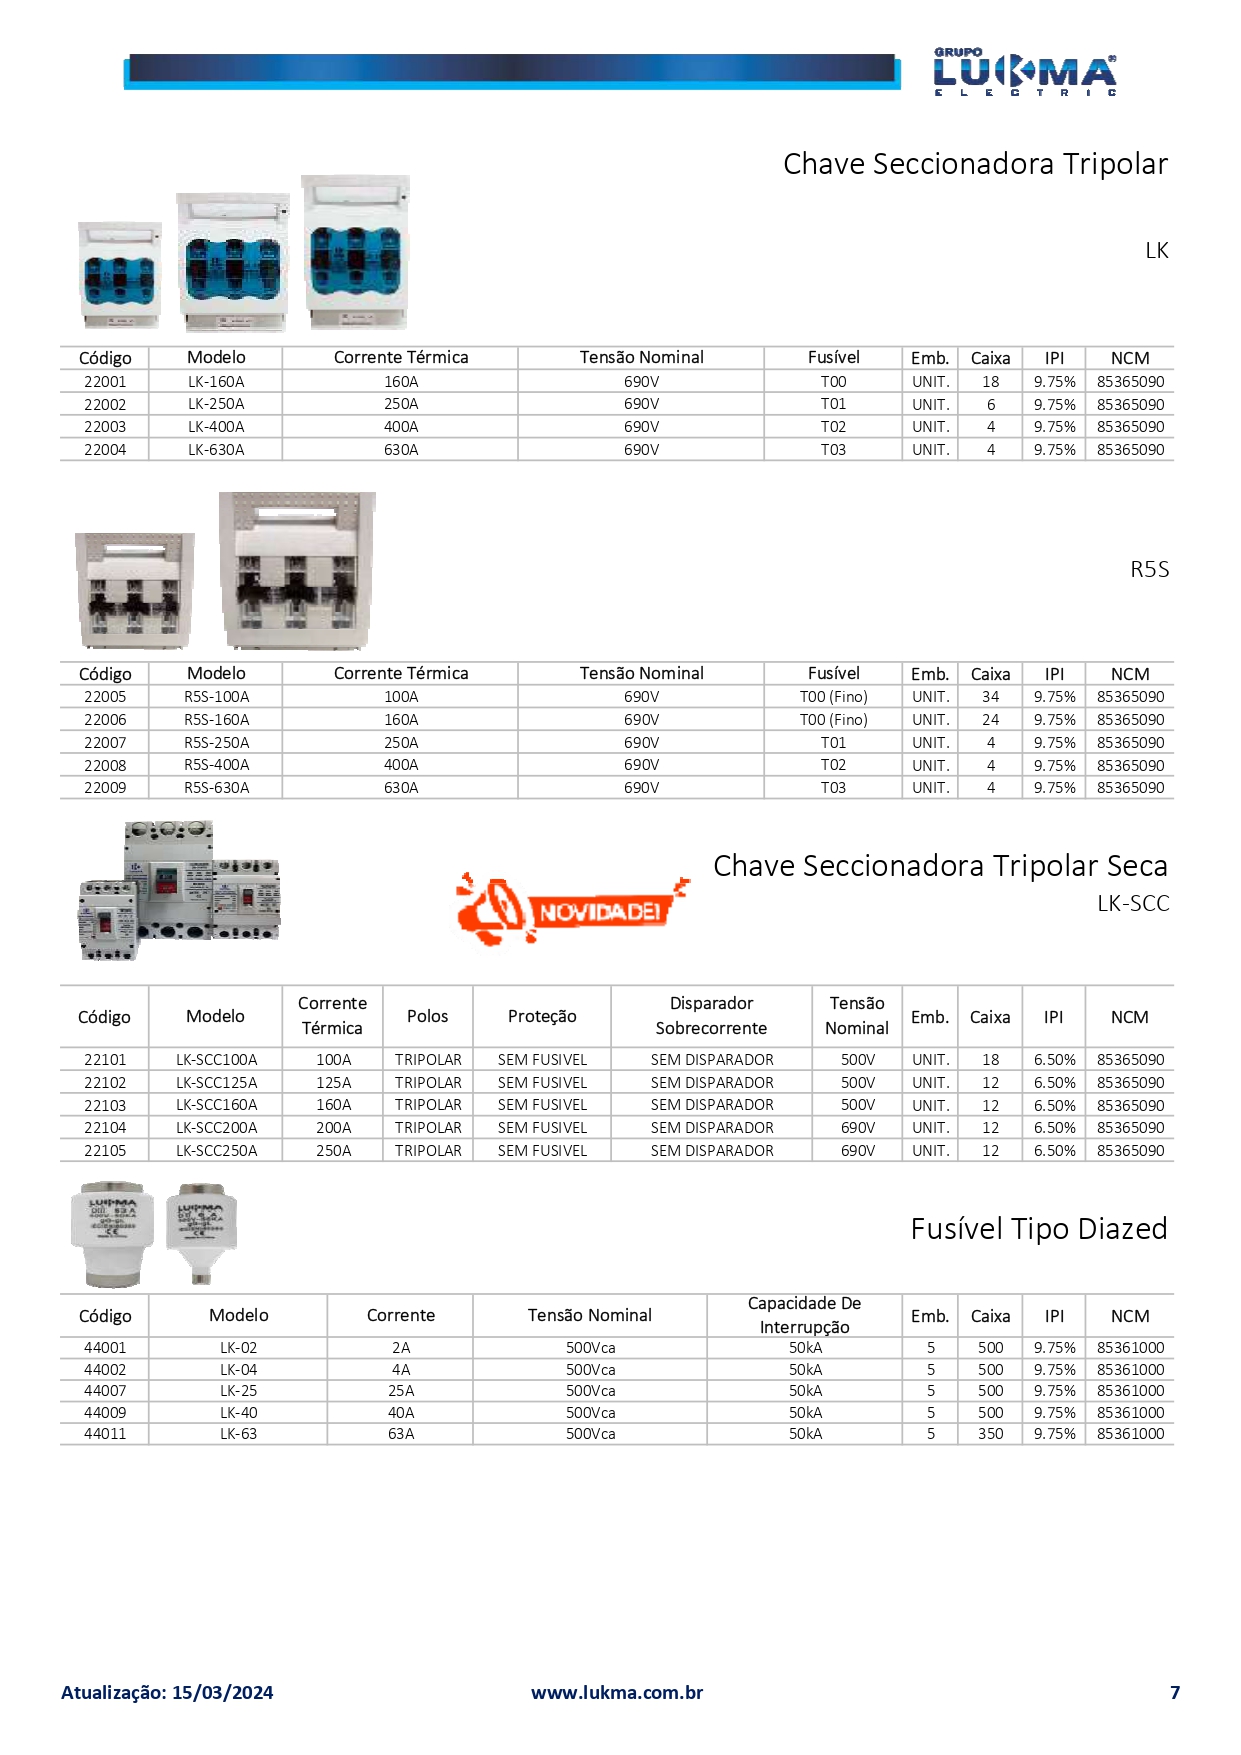 GRUPO
LUKMA®
ELECTRIC
Chave Seccionadora Tripolar
LK
Código Modelo Corrente Térmica Tensão Nominal Fusível Emb. Caixa IPI NCM
22001 LK-160A 160A 690V T00 UNIT. 18 9.75% 85365090
22002 LK-250A 250A 690V T01 UNIT. 6 9.75% 85365090
22003 LK-400A 400A 690V T02 UNIT. 4 9.75% 85365090
22004 LK-630A 630A 690V T03 UNIT. 4 9.75% 85365090
R5S
Código Modelo Corrente Térmica Tensão Nominal Fusível Emb. Caixa IPI NCM
22005 R5S-100A 100A 690V T00 (Fino) UNIT. 34 9.75% 85365090
22006 R5S-160A 160A 690V T00 (Fino) UNIT. 24 9.75% 85365090
22007 R5S-250A 250A 690V T01 UNIT. 4 9.75% 85365090
22008 R5S-400A 400A 690V T02 UNIT. 4 9.75% 85365090
22009 R5S-630A 630A 690V T03 UNIT. 4 9.75% 85365090
Chave Seccionadora Tripolar Seca
LK-SCC
NOVIDADE!
Código Modelo Corrente Térmica Polos Proteção Disparador Sobrecorrente Tensão Nominal Emb. Caixa IPI NCM
22101 LK-SCC100A 100A TRIPOLAR SEM FUSIVEL SEM DISPARADOR 500V UNIT. 18 6.50% 85365090
22102 LK-SCC125A 125A TRIPOLAR SEM FUSIVEL SEM DISPARADOR 500V UNIT. 12 6.50% 85365090
22103 LK-SCC160A 160A TRIPOLAR SEM FUSIVEL SEM DISPARADOR 500V UNIT. 12 6.50% 85365090
22104 LK-SCC200A 200A TRIPOLAR SEM FUSIVEL SEM DISPARADOR 690V UNIT. 12 6.50% 85365090
22105 LK-SCC250A 250A TRIPOLAR SEM FUSIVEL SEM DISPARADOR 690V UNIT. 12 6.50% 85365090
LUKMA
DIII 63A
LUKMA
Fusível Tipo Diazed
Código Modelo Corrente Tensão Nominal Capacidade De Interrupção Emb. Caixa IPI NCM
44001 LK-02 2A 500Vca 50kA 5 500 9.75% 85361000
44002 LK-04 4A 500Vca 50kA 5 500 9.75% 85361000
44007 LK-25 25A 500Vca 50kA 5 500 9.75% 85361000
44009 LK-40 40A 500Vca 50kA 5 500 9.75% 85361000
44011 LK-63 63A 500Vca 50kA 5 350 9.75% 85361000
Atualização: 15/03/2024 www.lukma.com.br 7